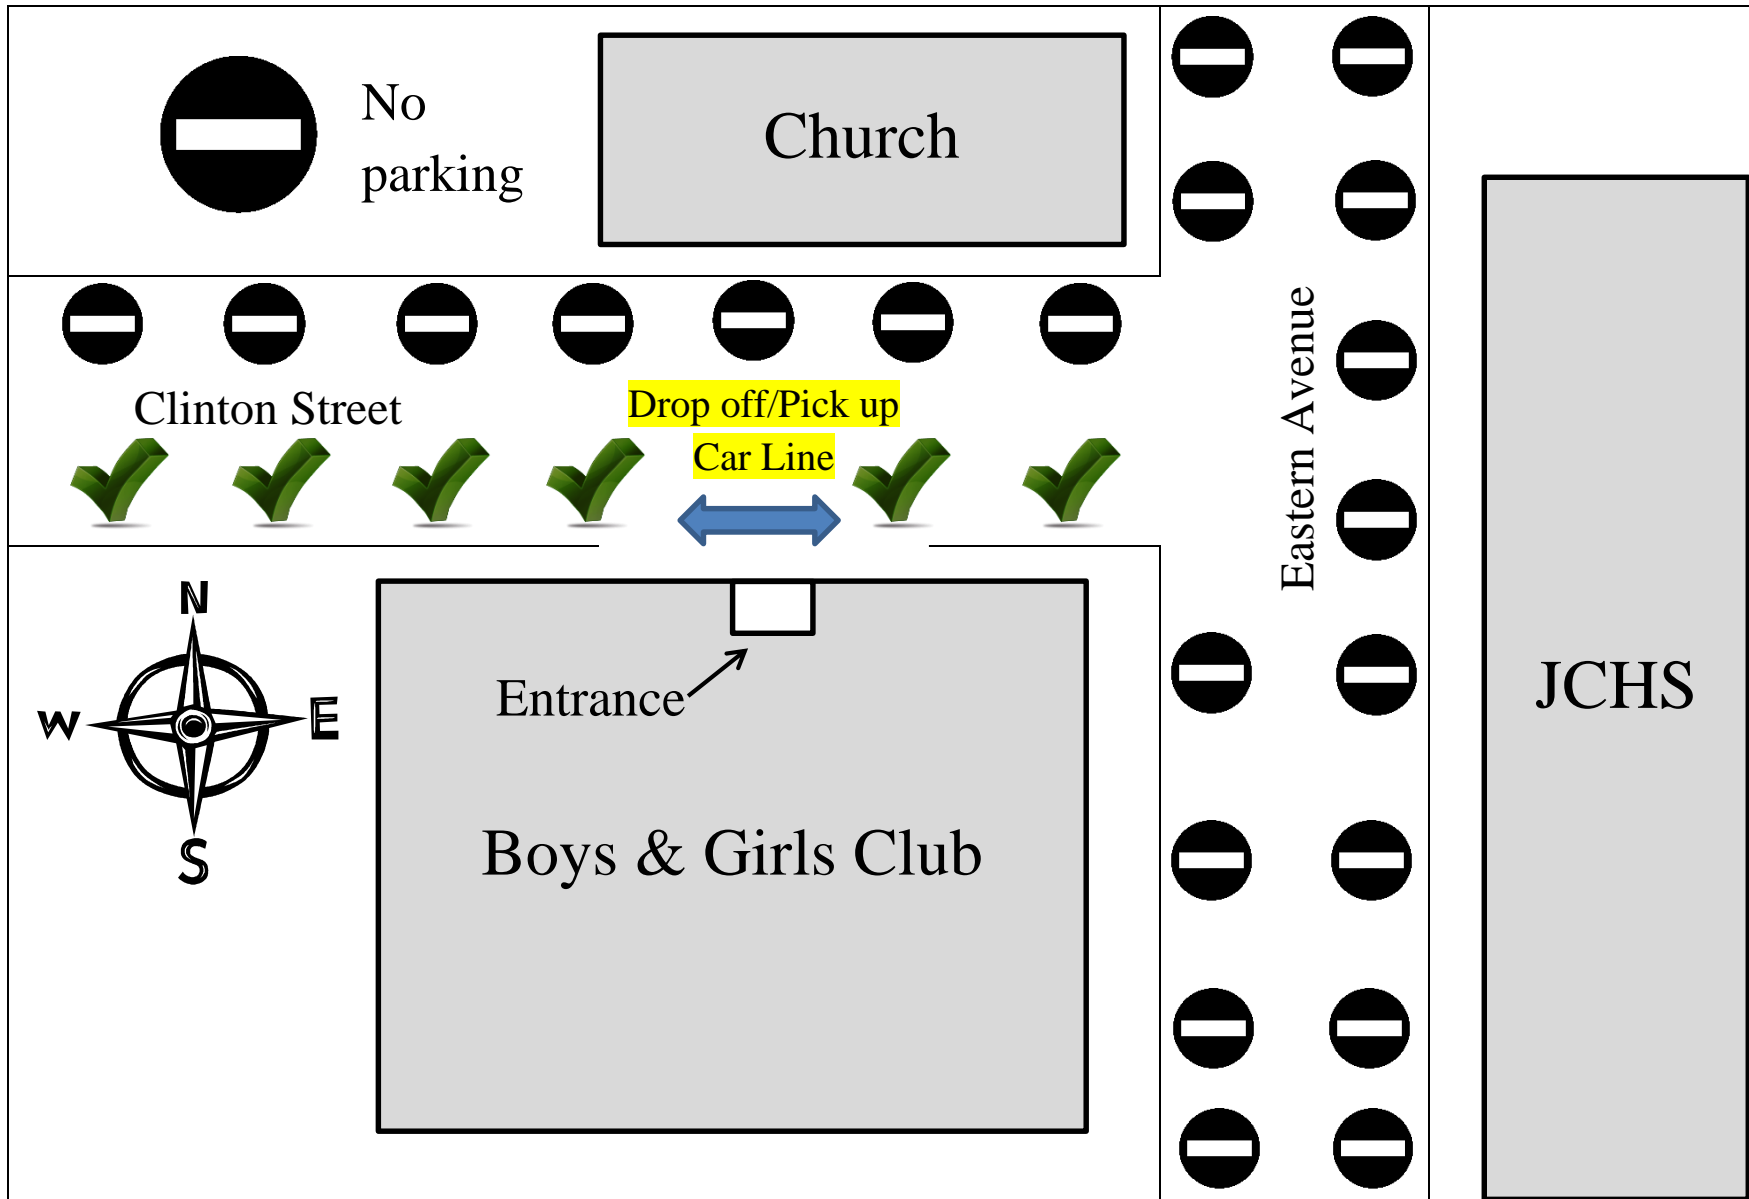 No
parking
Church
Clinton Street
Drop off/Pick up
Car Line
Eastern Avenue
N
W
E
S
Entrance
Boys & Girls Club
JCHS